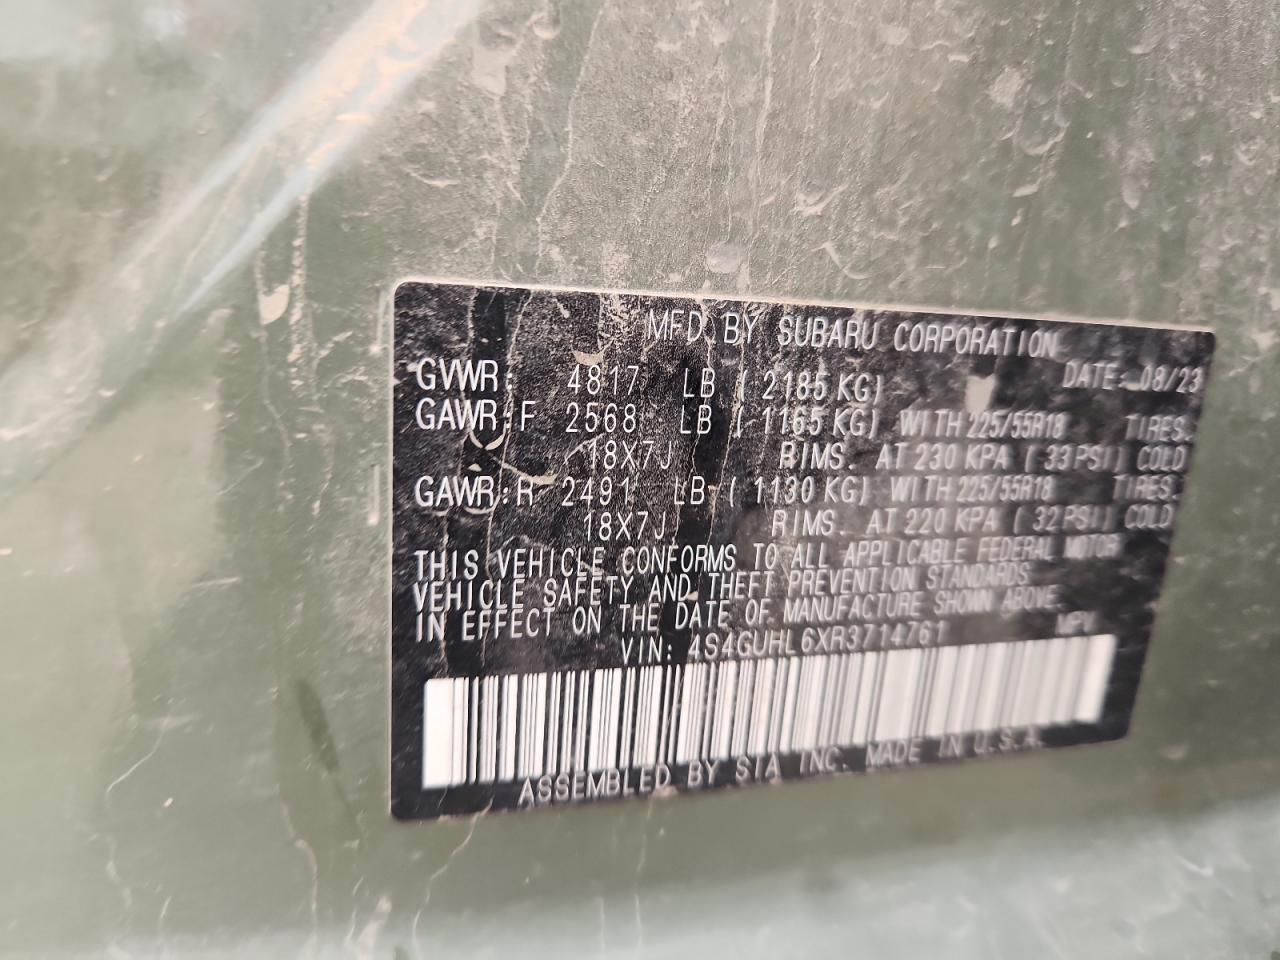 MFD. BY SUBARU CORPORATION
GVWR: 4817 LB ( 2185 KG) DATE: 08/23
GAWR:F 2568 LB ( 1165 KG) WITH 225/55R18 TIRES.
18X7J RIMS. AT 230 KPA ( 33 PSI) COLD
GAWR:R 2491 LB ( 1130 KG) WITH 225/55R18 TIRES.
18X7J RIMS. AT 220 KPA ( 32 PSI) COLD
THIS VEHICLE CONFORMS TO ALL APPLICABLE FEDERAL MOTOR
VEHICLE SAFETY AND THEFT PREVENTION STANDARDS
IN EFFECT ON THE DATE OF MANUFACTURE SHOWN ABOVE.
VIN: 4S4GUHL6XR3714761 MPV
ASSEMBLED BY SIA INC. MADE IN U.S.A.